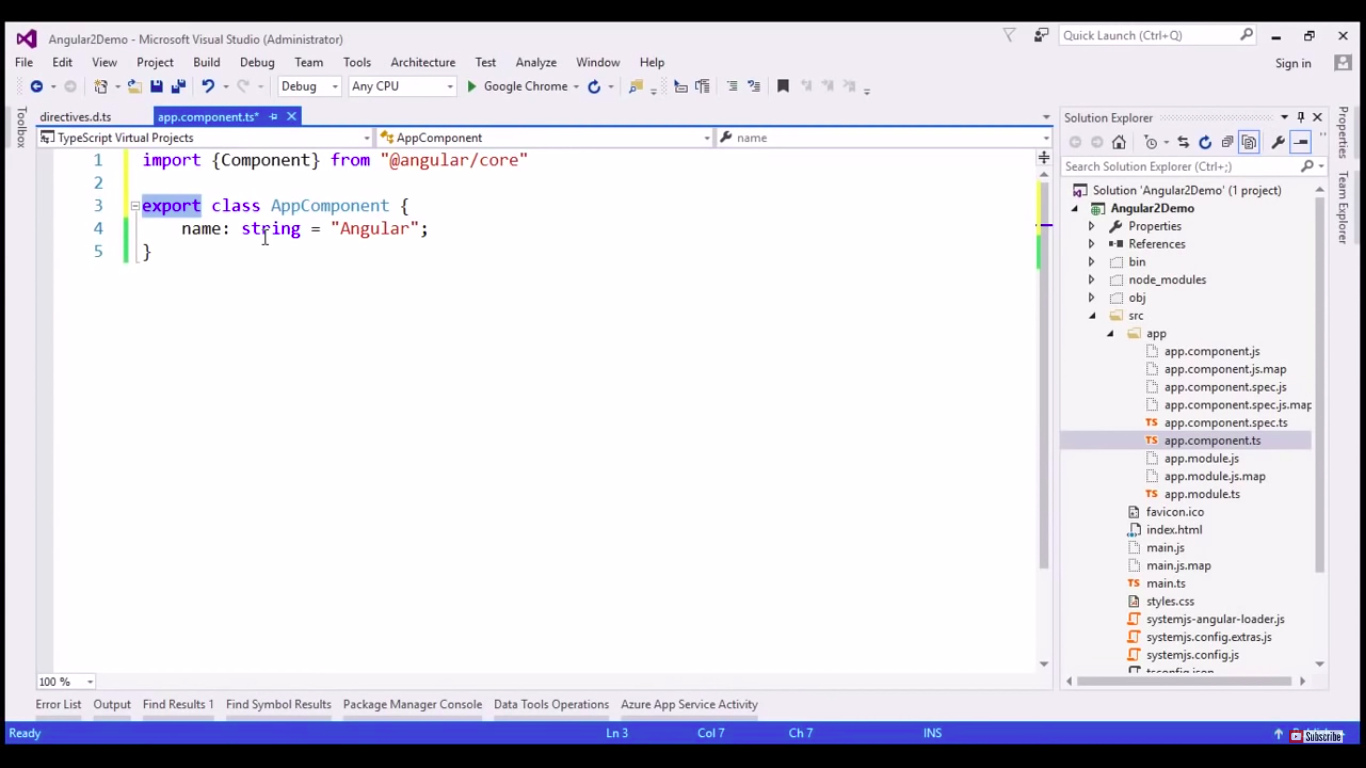 Angular2Demo - Microsoft Visual Studio (Administrator)
Quick Launch (Ctrl+Q)
File Edit View Project Build Debug Team Tools Architecture Test Analyze Window Help
Sign in
Debug Any CPU Google Chrome
Toolbox
directives.d.ts app.component.ts*
TypeScript Virtual Projects AppComponent name
1 import {Component} from "@angular/core"
2
3 export class AppComponent {
4 name: string = "Angular";
5 }
100 %
Solution Explorer
Search Solution Explorer (Ctrl+;)
Solution 'Angular2Demo' (1 project)
Angular2Demo
Properties
References
bin
node_modules
obj
src
app
app.component.js
app.component.js.map
app.component.spec.js
app.component.spec.js.map
app.component.spec.ts
app.component.ts
app.module.js
app.module.js.map
app.module.ts
favicon.ico
index.html
main.js
main.js.map
main.ts
styles.css
systemjs-angular-loader.js
systemjs.config.extras.js
systemjs.config.js
tsconfig.json
Properties
Team Explorer
Error List Output Find Results 1 Find Symbol Results Package Manager Console Data Tools Operations Azure App Service Activity
Ready Ln 3 Col 7 Ch 7 INS
Subscribe